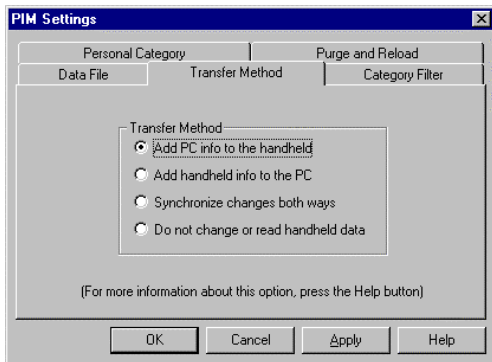 PIM Settings
Personal Category
Purge and Reload
Data File
Transfer Method
Category Filter
Transfer Method
Add PC info to the handheld
Add handheld info to the PC
Synchronize changes both ways
Do not change or read handheld data
(For more information about this option, press the Help button)
OK
Cancel
Apply
Help